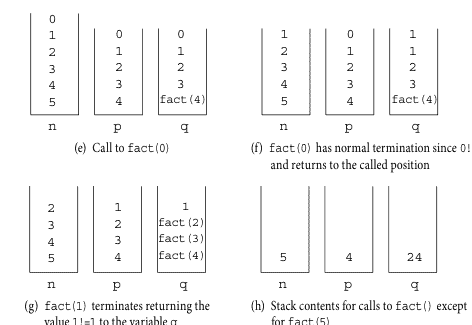 0
1 0 0
2 1 1
3 2 2
4 3 3
5 4 fact(4)
n p q
(e) Call to fact(0)
1 0 1
2 1 1
3 2 2
4 3 3
5 4 fact(4)
n p q
(f) fact(0) has normal termination since 0!
and returns to the called position
2 1 1
3 2 fact(2)
4 3 fact(3)
5 4 fact(4)
n p q
(g) fact(1) terminates returning the
value 1!=1 to the variable q
5 4 24
n p q
(h) Stack contents for calls to fact() except
for fact(5)